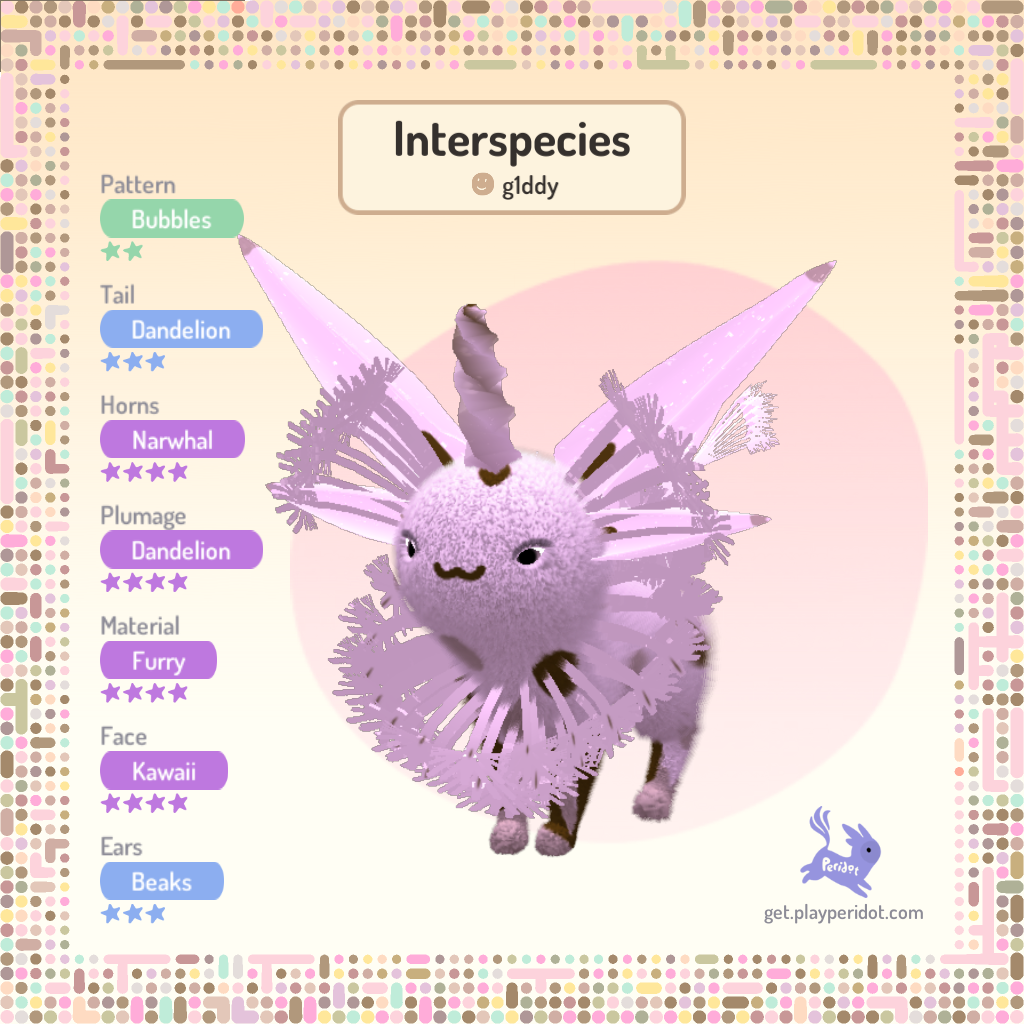 Interspecies
g1ddy
Pattern
Bubbles
Tail
Dandelion
Horns
Narwhal
Plumage
Dandelion
Material
Furry
Face
Kawaii
Ears
Beaks
Peridot
get.playperidot.com